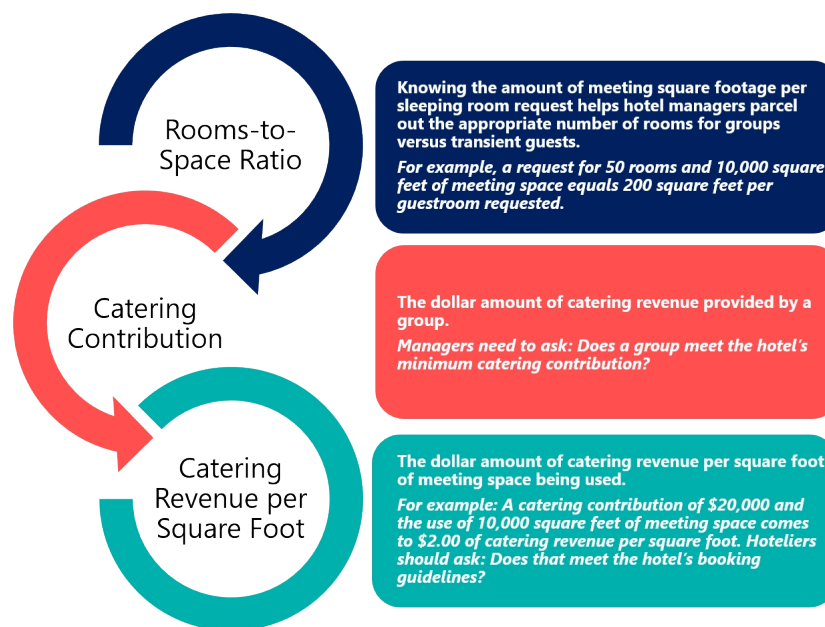 Rooms-to-
Space Ratio
Knowing the amount of meeting square footage per
sleeping room request helps hotel managers parcel
out the appropriate number of rooms for groups
versus transient guests.
For example, a request for 50 rooms and 10,000 square
feet of meeting space equals 200 square feet per
guestroom requested.
Catering
Contribution
The dollar amount of catering revenue provided by a
group.
Managers need to ask: Does a group meet the hotel's
minimum catering contribution?
Catering
Revenue per
Square Foot
The dollar amount of catering revenue per square foot
of meeting space being used.
For example: A catering contribution of $20,000 and
the use of 10,000 square feet of meeting space comes
to $2.00 of catering revenue per square foot. Hoteliers
should ask: Does that meet the hotel's booking
guidelines?